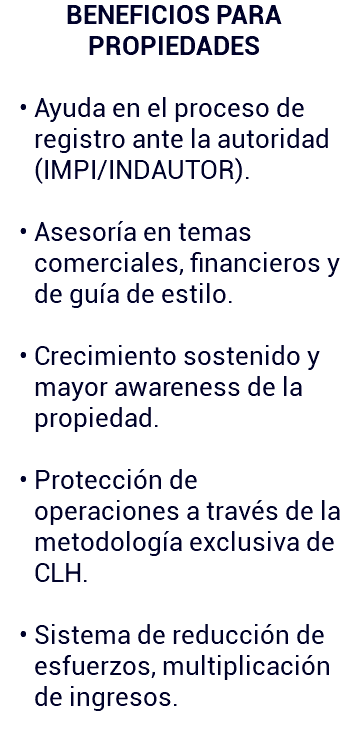 BENEFICIOS PARA
PROPIEDADES
• Ayuda en el proceso de
registro ante la autoridad
(IMPI/INDAUTOR).
• Asesoría en temas
comerciales, financieros y
de guía de estilo.
• Crecimiento sostenido y
mayor awareness de la
propiedad.
• Protección de
operaciones a través de la
metodología exclusiva de
CLH.
• Sistema de reducción de
esfuerzos, multiplicación
de ingresos.